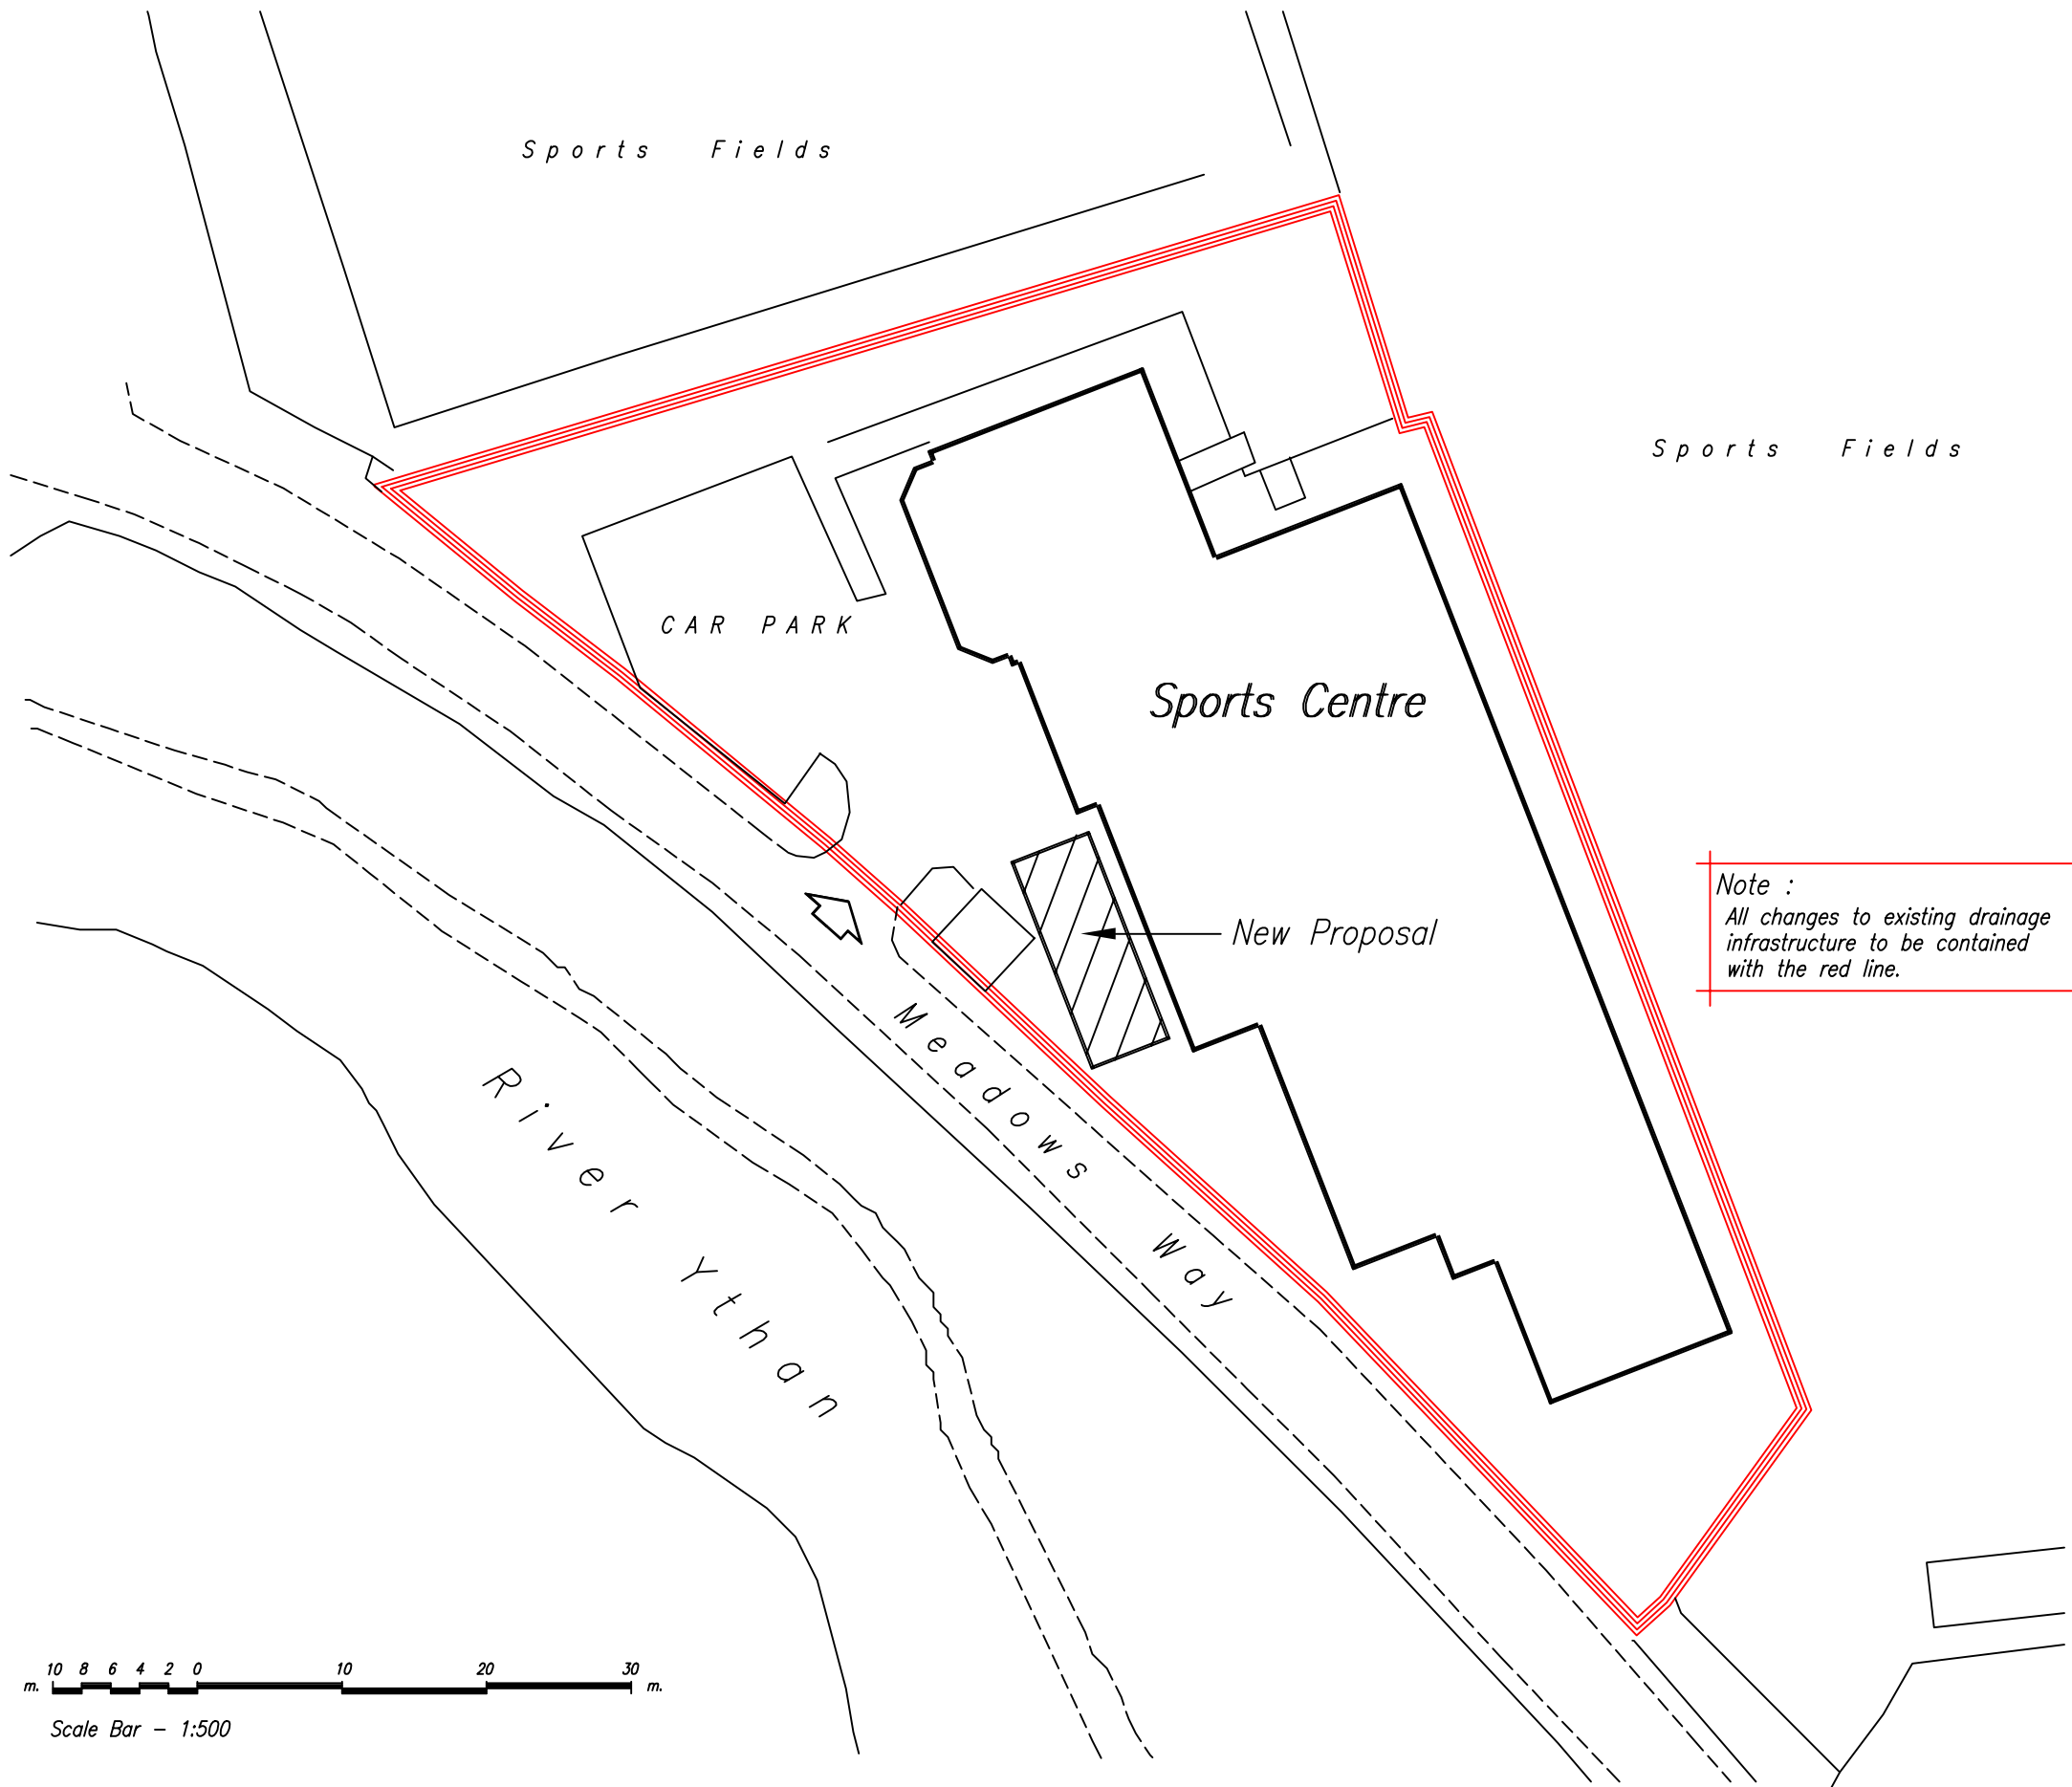 Sports Fields
Sports Fields
CAR PARK
Sports Centre
Note :
All changes to existing drainage
infrastructure to be contained
with the red line.
New Proposal
Meadows Way
River Ythan
10 8 6 4 2 0 10 20 30
m. m.
Scale Bar – 1:500